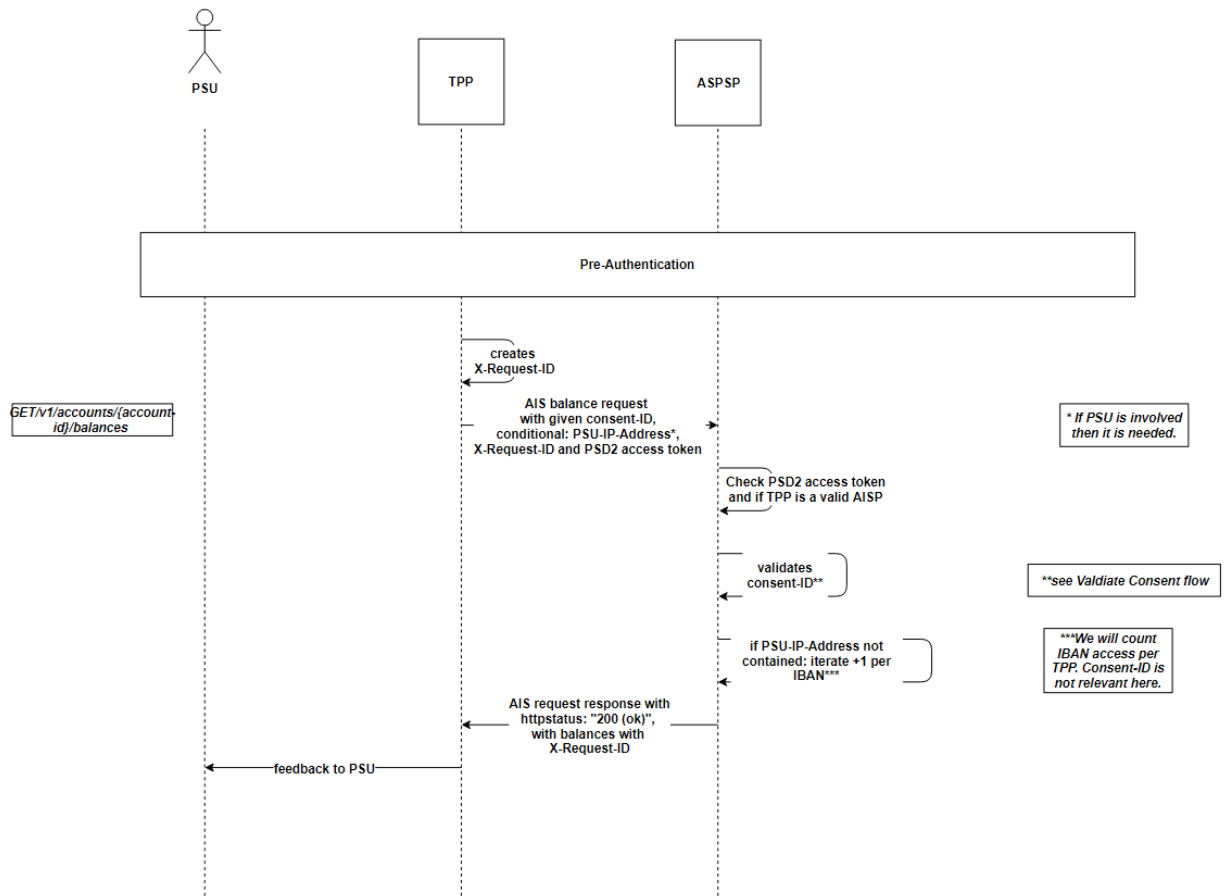 PSU
TPP
ASPSP
Pre-Authentication
creates
X-Request-ID
GET/v1/accounts/{account-
id}/balances
AIS balance request
with given consent-ID,
conditional: PSU-IP-Address*,
X-Request-ID and PSD2 access token
* If PSU is involved
then it is needed.
Check PSD2 access token
and if TPP is a valid AISP
validates
consent-ID**
**see Valdiate Consent flow
if PSU-IP-Address not
contained: iterate +1 per
IBAN***
***We will count
IBAN access per
TPP. Consent-ID is
not relevant here.
AIS request response with
httpstatus: "200 (ok)",
with balances with
X-Request-ID
feedback to PSU